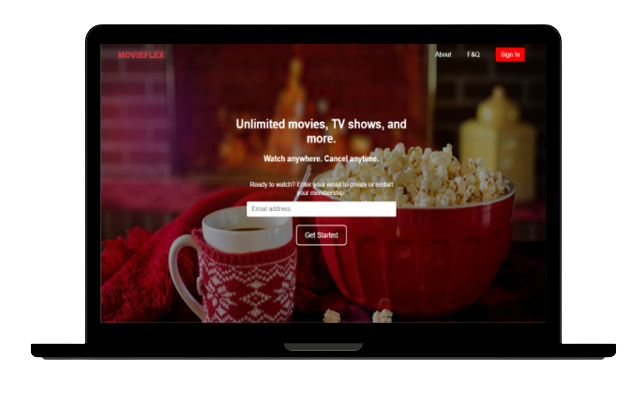 MOVIEFLEX
About F&Q Sign In
Unlimited movies, TV shows, and
more.
Watch anywhere. Cancel anytime.
Ready to watch? Enter your email to create or restart
your membership.
Email address
Get Started